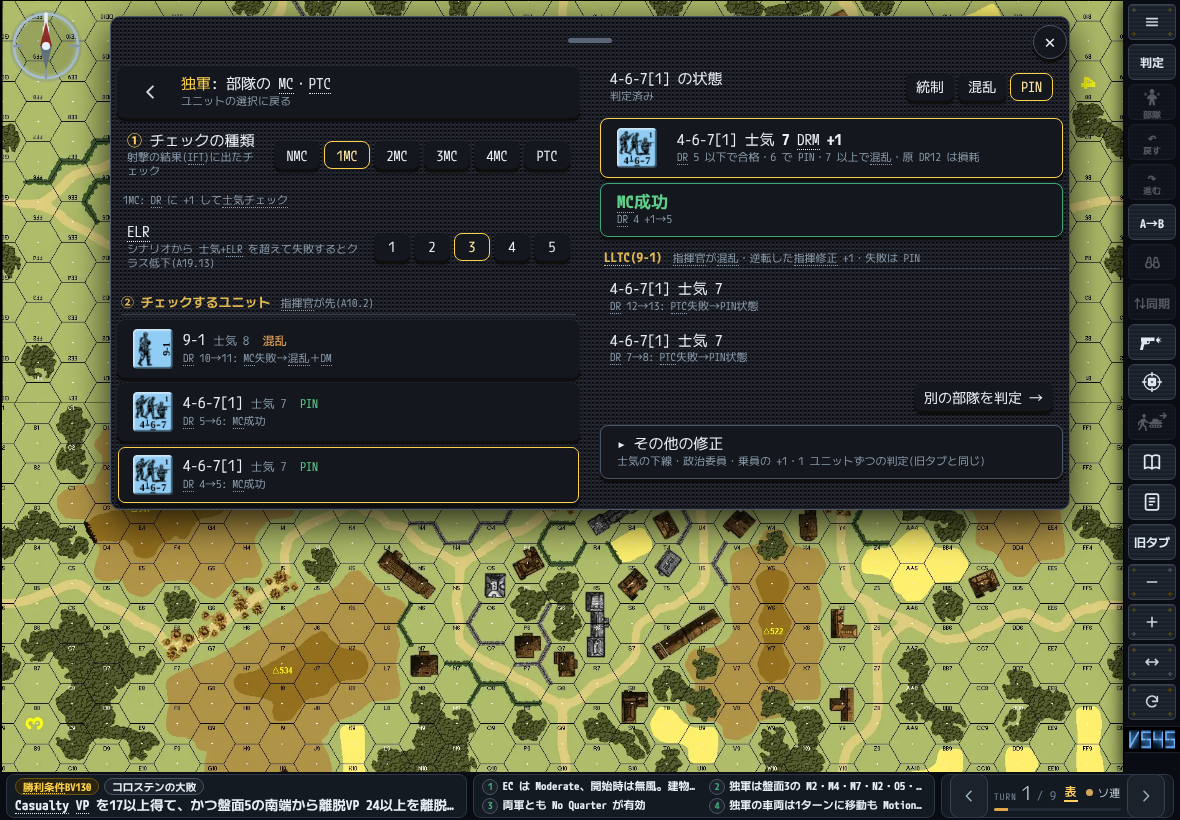 独軍: 部隊の MC・PTC
ユニットの選択に戻る
① チェックの種類
射撃の結果(IFT)に出たチェック
NMC 1MC 2MC 3MC 4MC PTC
1MC: DR に +1 して士気チェック
ELR
シナリオから 士気+ELR を超えて失敗するとクラス低下(A19.13)
1 2 3 4 5
② チェックするユニット 指揮官が先(A10.2)
9-1
9-1 士気 8 混乱
DR 10→11: MC失敗→混乱+DM
4-6-7
4-6-7[1] 士気 7 PIN
DR 5→6: MC成功
4-6-7
4-6-7[1] 士気 7 PIN
DR 4→5: MC成功
4-6-7[1] の状態
判定済み
統制 混乱 PIN
4-6-7
4-6-7[1] 士気 7 DRM +1
DR 5 以下で合格・6 で PIN・7 以上で混乱・原 DR12 は損耗
MC成功
DR 4 +1→5
LLTC(9-1) 指揮官が混乱・逆転した指揮修正 +1・失敗は PIN
4-6-7[1] 士気 7
DR 12→13: PTC失敗→PIN状態
4-6-7[1] 士気 7
DR 7→8: PTC失敗→PIN状態
別の部隊を判定 →
▸ その他の修正
士気の下線・政治委員・乗員の +1・1 ユニットずつの判定(旧タブと同じ)
×
判定
部隊
戻す
進む
A→B
⇅同期
旧タブ
−
+
↔
V545
4
3
△534
△522
勝利条件BV130 コロステンの大敗
Casualty VP を17以上得て、かつ盤面5の南端から離脱VP 24以上を離脱…
① EC は Moderate、開始時は無風。建物…
② 独軍は盤面3の M2・M4・M7・N2・O5・…
③ 両軍とも No Quarter が有効
④ 独軍の車両は1ターンに移動も Motion…
TURN 1 / 9 表 ソ連